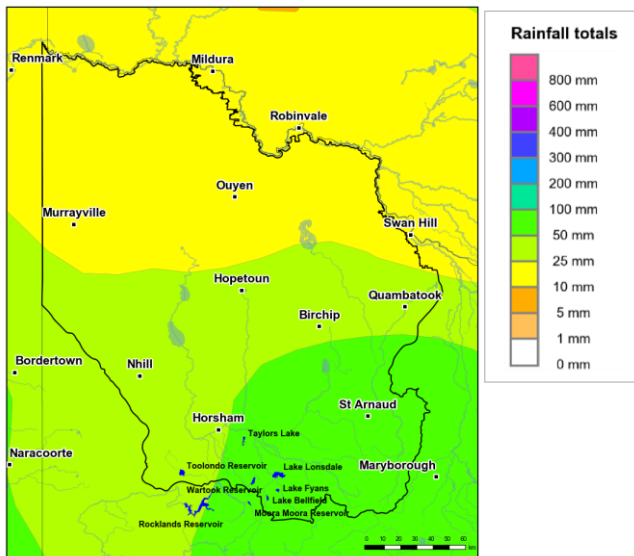 Renmark
Mildura
Robinvale
Ouyen
Murrayville
Swan Hill
Hopetoun
Quambatook
Birchip
Bordertown
Nhill
St Arnaud
Horsham
Taylors Lake
Naracoorte
Toolondo Reservoir
Lake Lonsdale
Maryborough
Wartook Reservoir
Lake Fyans
Lake Bellfield
Moora Moora Reservoir
Rocklands Reservoir
0 10 20 30 40 50 60
km
Rainfall totals
800 mm
600 mm
400 mm
300 mm
200 mm
100 mm
50 mm
25 mm
10 mm
5 mm
1 mm
0 mm